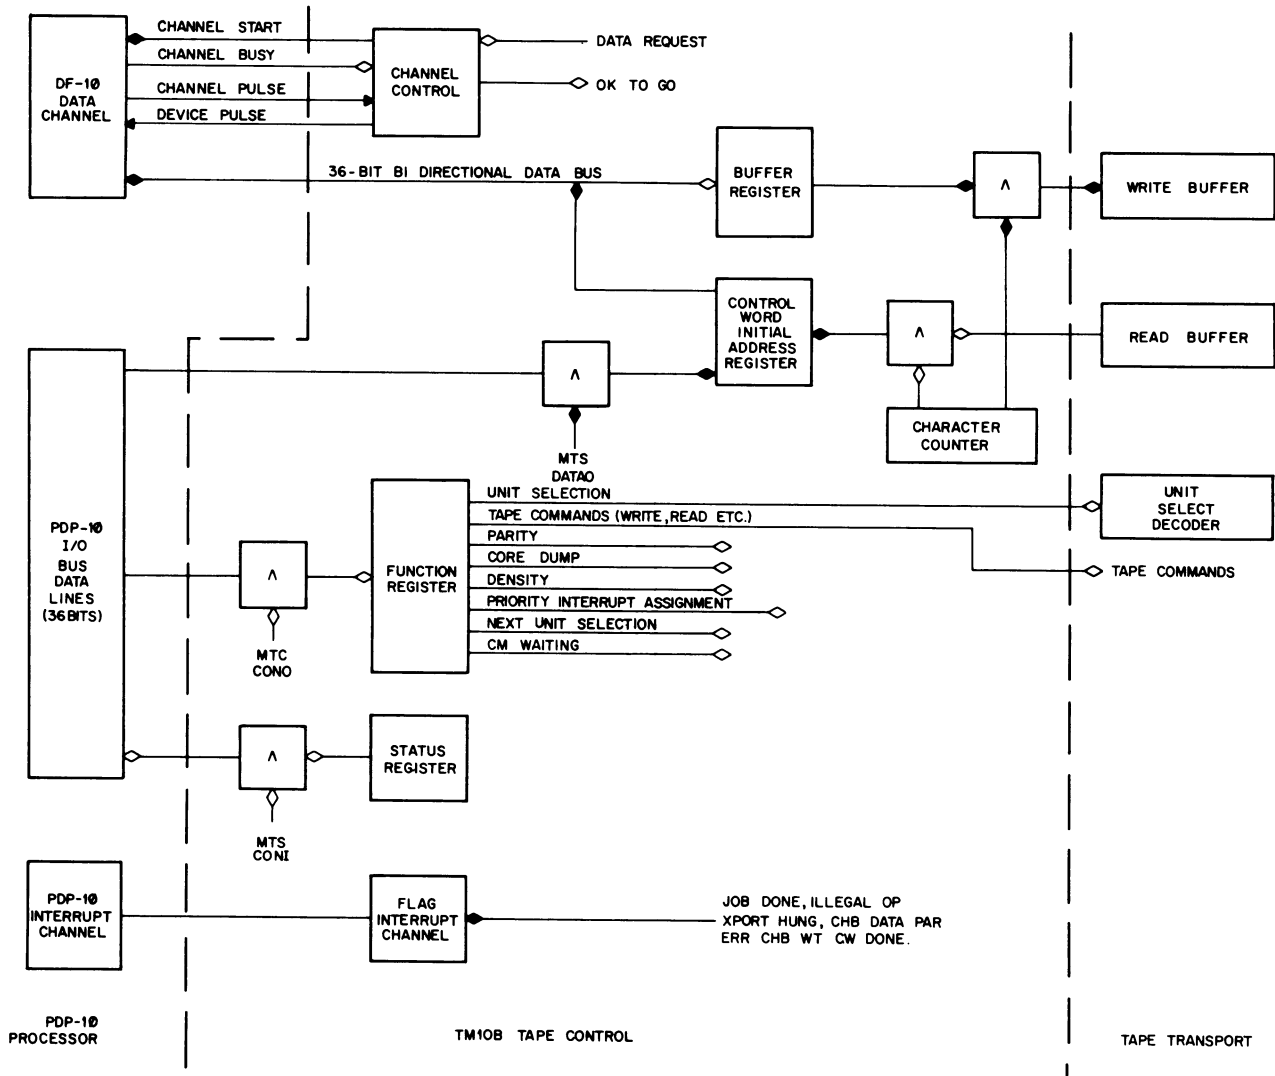 CHANNEL START
CHANNEL BUSY
CHANNEL PULSE
DEVICE PULSE
DF-10
DATA
CHANNEL
CHANNEL
CONTROL
DATA REQUEST
OK TO GO
36-BIT BI DIRECTIONAL DATA BUS
BUFFER
REGISTER
Λ
WRITE BUFFER
CONTROL
WORD
INITIAL
ADDRESS
REGISTER
Λ
READ BUFFER
Λ
MTS
DATAO
CHARACTER
COUNTER
PDP-10
I/O
BUS
DATA
LINES
(36BITS)
Λ
MTC
CONO
FUNCTION
REGISTER
UNIT SELECTION
TAPE COMMANDS (WRITE, READ ETC.)
PARITY
CORE DUMP
DENSITY
PRIORITY INTERRUPT ASSIGNMENT
NEXT UNIT SELECTION
CM WAITING
UNIT
SELECT
DECODER
TAPE COMMANDS
Λ
MTS
CONI
STATUS
REGISTER
PDP-10
INTERRUPT
CHANNEL
FLAG
INTERRUPT
CHANNEL
JOB DONE, ILLEGAL OP
XPORT HUNG, CHB DATA PAR
ERR CHB WT CW DONE.
PDP-10
PROCESSOR
TM10B TAPE CONTROL
TAPE TRANSPORT